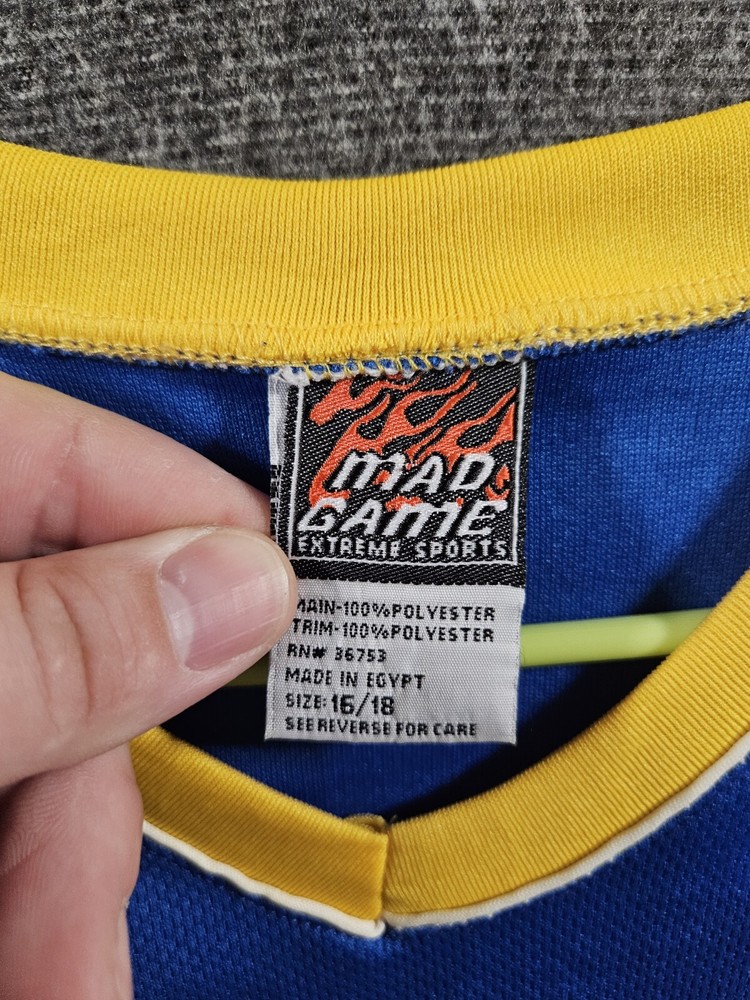 MAD
GAME
EXTREME SPORTS
MAIN-100%POLYESTER
TRIM-100%POLYESTER
RN# 36753
MADE IN EGYPT
SIZE: 16/18
SEE REVERSE FOR CARE